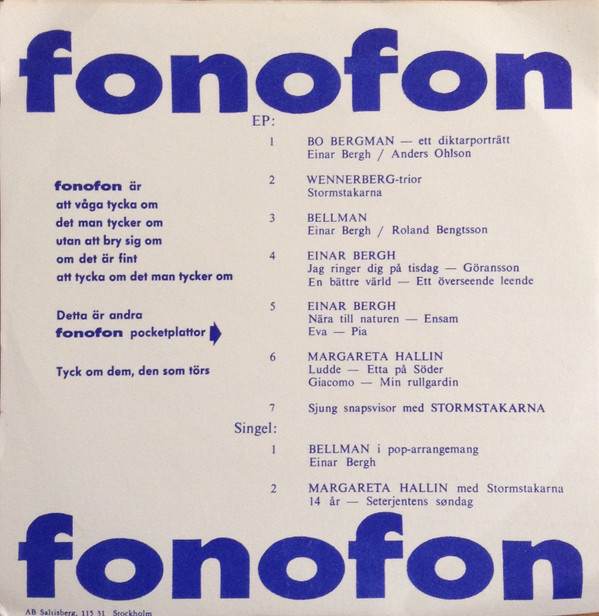 fonofon
EP:
fonofon är
att våga tycka om
det man tycker om
utan att bry sig om
om det är fint
att tycka om det man tycker om
Detta är andra
fonofon pocketplattor
Tyck om dem, den som törs
1 BO BERGMAN — ett diktarporträtt
Einar Bergh / Anders Ohlson
2 WENNERBERG-trior
Stormstakarna
3 BELLMAN
Einar Bergh / Roland Bengtsson
4 EINAR BERGH
Jag ringer dig på tisdag — Göransson
En bättre värld — Ett överseende leende
5 EINAR BERGH
Nära till naturen — Ensam
Eva — Pia
6 MARGARETA HALLIN
Ludde — Etta på Söder
Giacomo — Min rullgardin
7 Sjung snapsvisor med STORMSTAKARNA
Singel:
1 BELLMAN i pop-arrangemang
Einar Bergh
2 MARGARETA HALLIN med Stormstakarna
14 år — Seterjentens søndag
fonofon
AB Saltisberg, 115 31 Stockholm